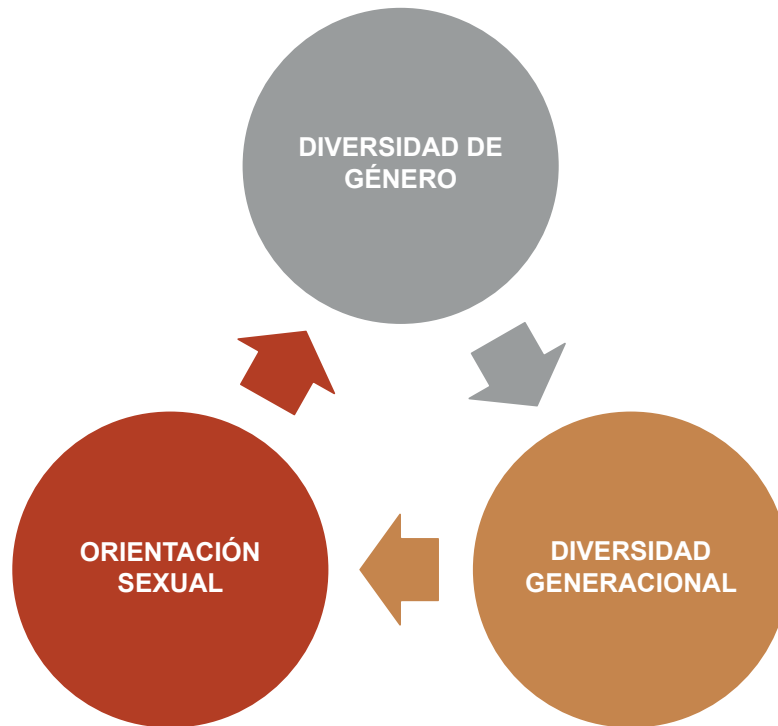 DIVERSIDAD DE
GÉNERO
ORIENTACIÓN
SEXUAL
DIVERSIDAD
GENERACIONAL